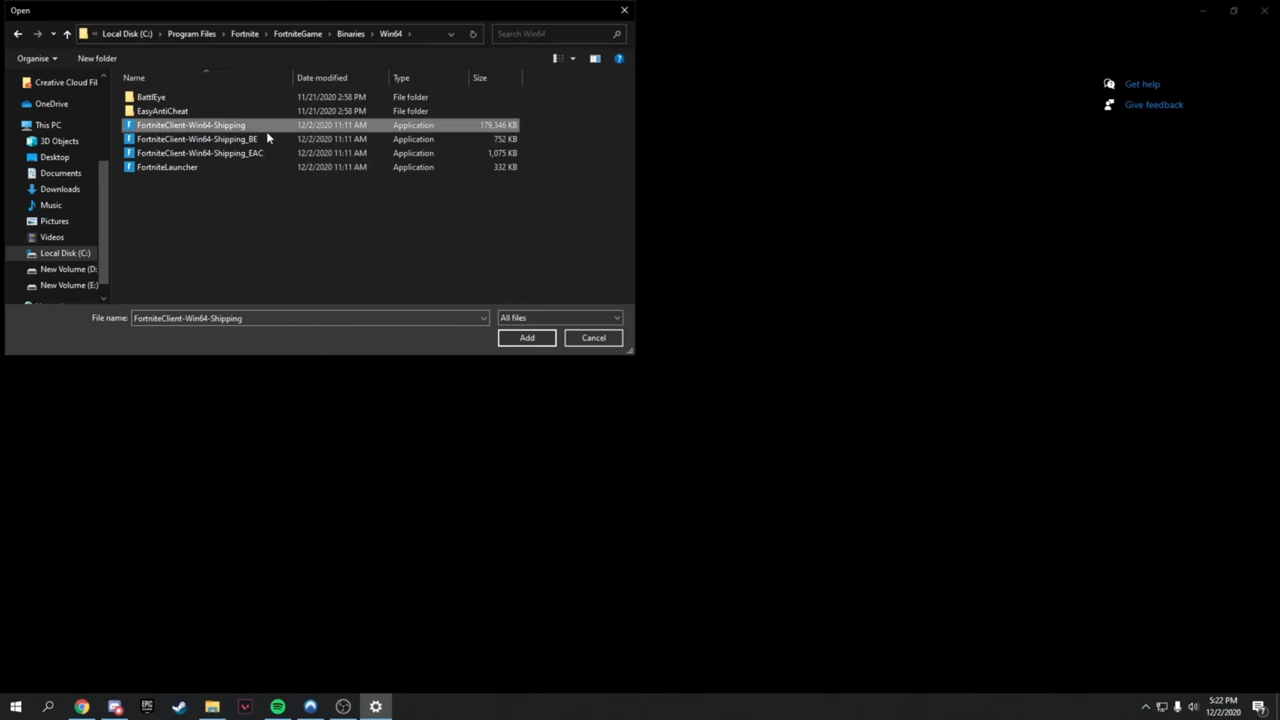 Open
Local Disk (C:) > Program Files > Fortnite > FortniteGame > Binaries > Win64 >
Search Win64
Organise
New folder
Name
Date modified
Type
Size
Creative Cloud Fil
OneDrive
This PC
3D Objects
Desktop
Documents
Downloads
Music
Pictures
Videos
Local Disk (C:)
New Volume (D:
New Volume (E:)
BattlEye 11/21/2020 2:58 PM File folder
EasyAntiCheat 11/21/2020 2:58 PM File folder
FortniteClient-Win64-Shipping 12/2/2020 11:11 AM Application 179,346 KB
FortniteClient-Win64-Shipping_BE 12/2/2020 11:11 AM Application 752 KB
FortniteClient-Win64-Shipping_EAC 12/2/2020 11:11 AM Application 1,075 KB
FortniteLauncher 12/2/2020 11:11 AM Application 332 KB
File name: FortniteClient-Win64-Shipping
All files
Add
Cancel
Get help
Give feedback
EPIC
5:22 PM
12/2/2020